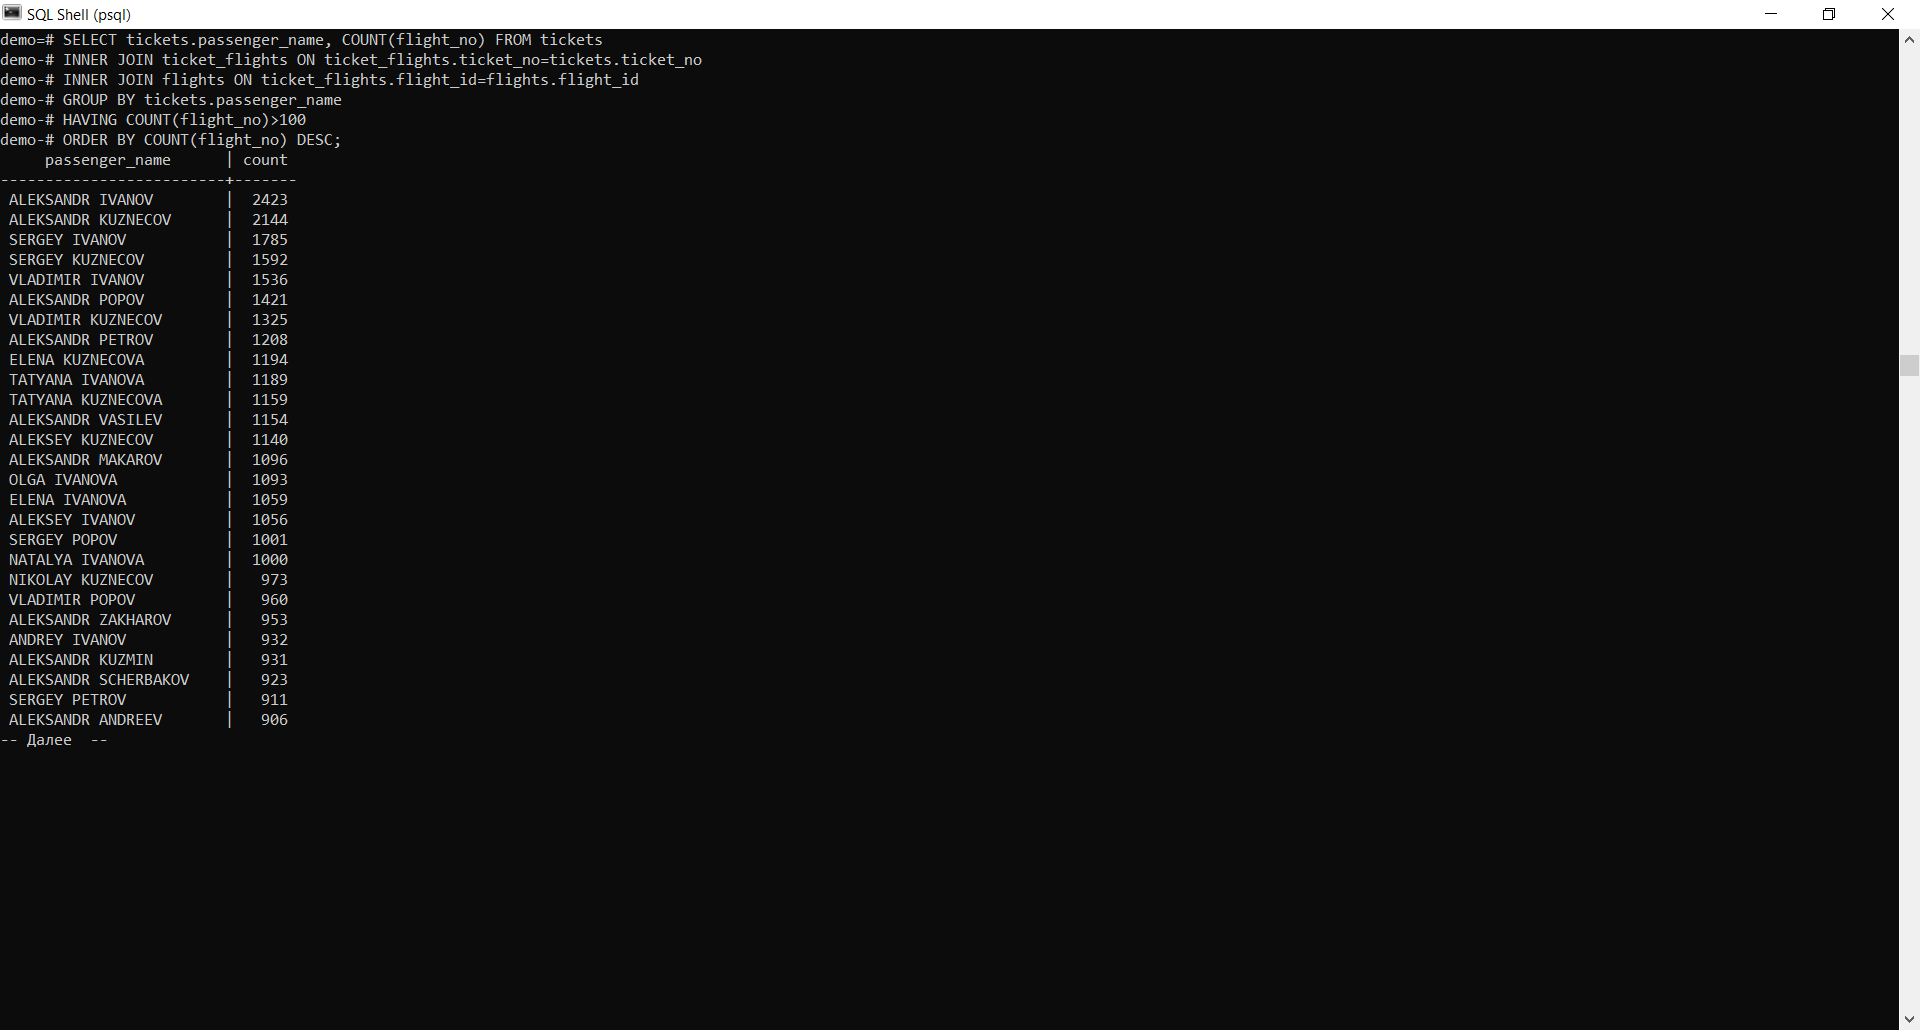 SQL Shell (psql)
demo=# SELECT tickets.passenger_name, COUNT(flight_no) FROM tickets
demo-# INNER JOIN ticket_flights ON ticket_flights.ticket_no=tickets.ticket_no
demo-# INNER JOIN flights ON ticket_flights.flight_id=flights.flight_id
demo-# GROUP BY tickets.passenger_name
demo-# HAVING COUNT(flight_no)>100
demo-# ORDER BY COUNT(flight_no) DESC;
     passenger_name      | count
-------------------------+-------
 ALEKSANDR IVANOV        |  2423
 ALEKSANDR KUZNECOV      |  2144
 SERGEY IVANOV           |  1785
 SERGEY KUZNECOV         |  1592
 VLADIMIR IVANOV         |  1536
 ALEKSANDR POPOV         |  1421
 VLADIMIR KUZNECOV       |  1325
 ALEKSANDR PETROV        |  1208
 ELENA KUZNECOVA         |  1194
 TATYANA IVANOVA         |  1189
 TATYANA KUZNECOVA       |  1159
 ALEKSANDR VASILEV       |  1154
 ALEKSEY KUZNECOV        |  1140
 ALEKSANDR MAKAROV       |  1096
 OLGA IVANOVA            |  1093
 ELENA IVANOVA           |  1059
 ALEKSEY IVANOV          |  1056
 SERGEY POPOV            |  1001
 NATALYA IVANOVA         |  1000
 NIKOLAY KUZNECOV        |   973
 VLADIMIR POPOV          |   960
 ALEKSANDR ZAKHAROV      |   953
 ANDREY IVANOV           |   932
 ALEKSANDR KUZMIN        |   931
 ALEKSANDR SCHERBAKOV    |   923
 SERGEY PETROV           |   911
 ALEKSANDR ANDREEV       |   906
-- Далее  --